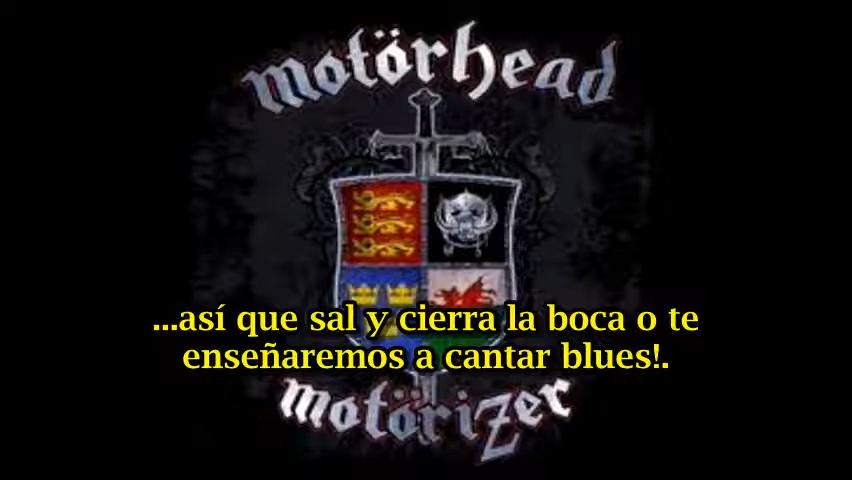 motörhead
...así que sal y cierra la boca o te
enseñaremos a cantar blues!.
motörizer